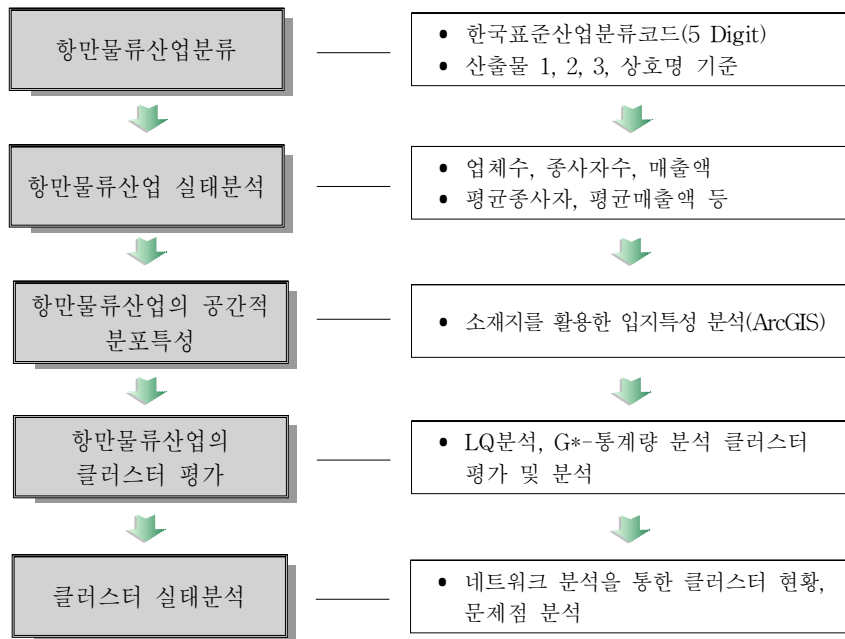 항만물류산업분류
• 한국표준산업분류코드(5 Digit)
• 산출물 1, 2, 3, 상호명 기준
항만물류산업 실태분석
• 업체수, 종사자수, 매출액
• 평균종사자, 평균매출액 등
항만물류산업의 공간적
분포특성
• 소재지를 활용한 입지특성 분석(ArcGIS)
항만물류산업의
클러스터 평가
• LQ분석, G*-통계량 분석 클러스터
평가 및 분석
클러스터 실태분석
• 네트워크 분석을 통한 클러스터 현황,
문제점 분석